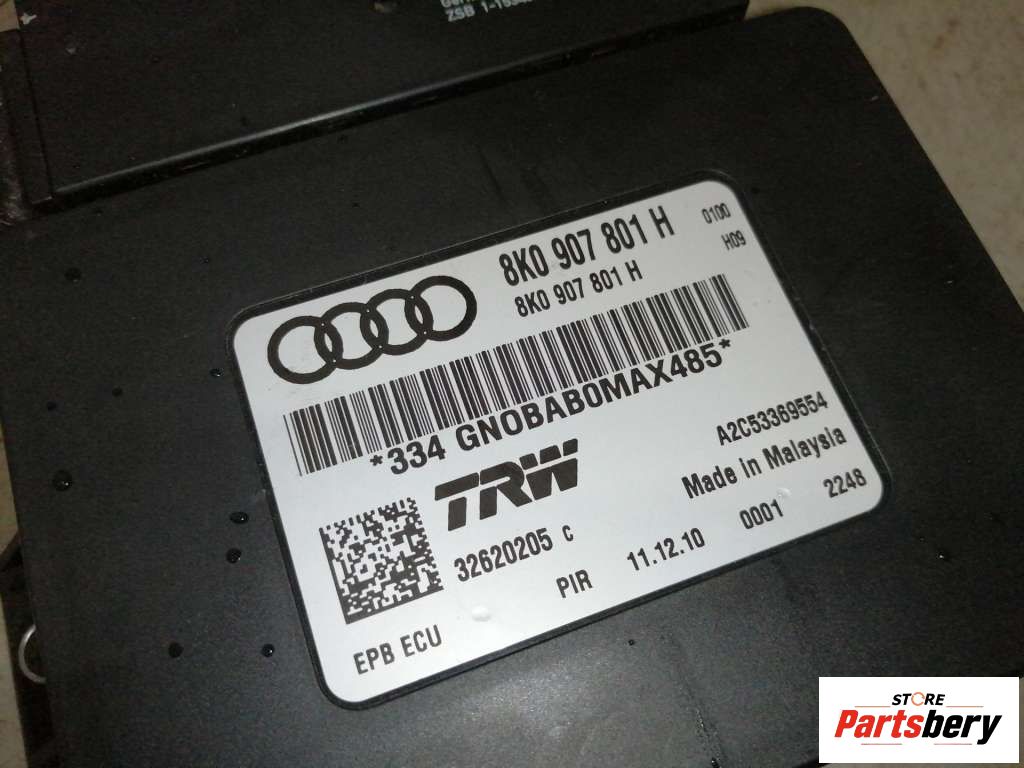 ZSB
8K0 907 801 H 0100
8K0 907 801 H H09
*334 GNOBAB0MAX485*
TRW A2C53369554
32620205 C Made in Malaysia
PIR 11.12.10 0001 2248
EPB ECU
STORE
Partsbery